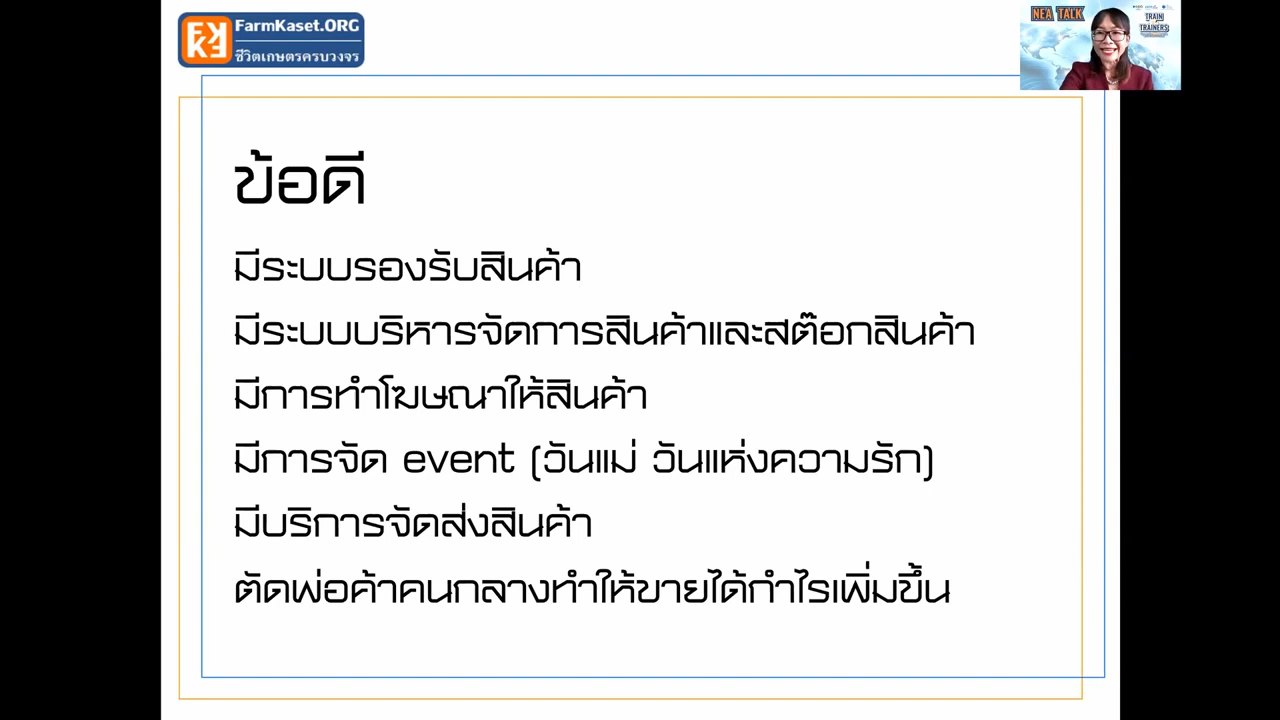 FarmKaset.ORG
ชีวิตเกษตรครบวงจร
NEA TALK
TRAIN
TRAINERS
ข้อดี
มีระบบรองรับสินค้า
มีระบบบริหารจัดการสินค้าและสต๊อกสินค้า
มีการทำโฆษณาให้สินค้า
มีการจัด event (วันแม่ วันแห่งความรัก)
มีบริการจัดส่งสินค้า
ตัดพ่อค้าคนกลางทำให้ขายได้กำไรเพิ่มขึ้น